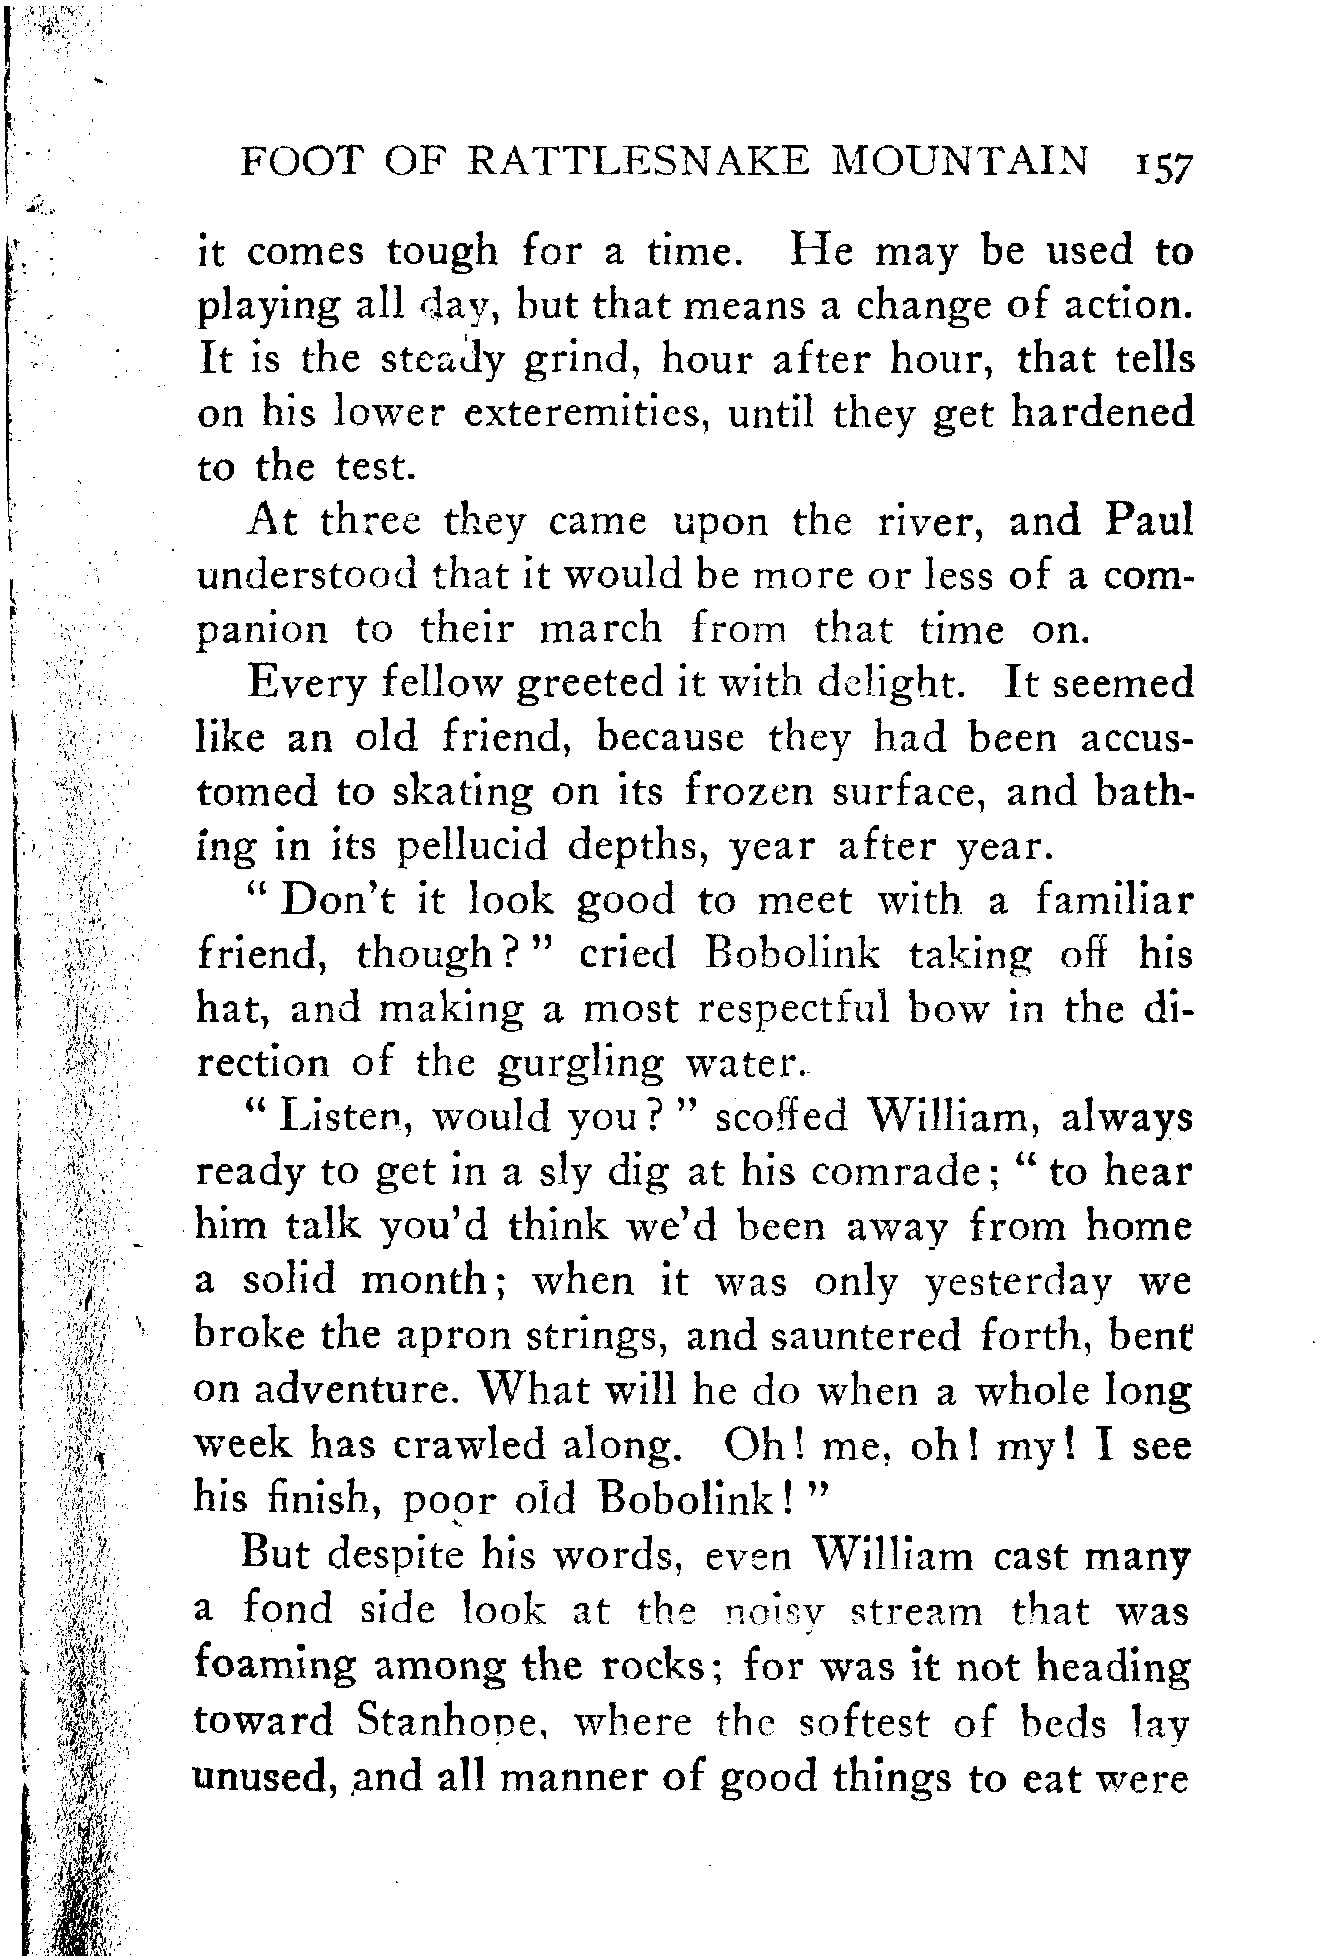 FOOT OF RATTLESNAKE MOUNTAIN 157
it comes tough for a time. He may be used to
playing all day, but that means a change of action.
It is the steady grind, hour after hour, that tells
on his lower exteremities, until they get hardened
to the test.
At three they came upon the river, and Paul
understood that it would be more or less of a com-
panion to their march from that time on.
Every fellow greeted it with delight. It seemed
like an old friend, because they had been accus-
tomed to skating on its frozen surface, and bath-
ing in its pellucid depths, year after year.
" Don't it look good to meet with a familiar
friend, though? " cried Bobolink taking off his
hat, and making a most respectful bow in the di-
rection of the gurgling water.
" Listen, would you? " scoffed William, always
ready to get in a sly dig at his comrade; " to hear
him talk you'd think we'd been away from home
a solid month; when it was only yesterday we
broke the apron strings, and sauntered forth, bent
on adventure. What will he do when a whole long
week has crawled along. Oh! me, oh! my! I see
his finish, poor old Bobolink! "
But despite his words, even William cast many
a fond side look at the noisy stream that was
foaming among the rocks; for was it not heading
toward Stanhope, where the softest of beds lay
unused, and all manner of good things to eat were